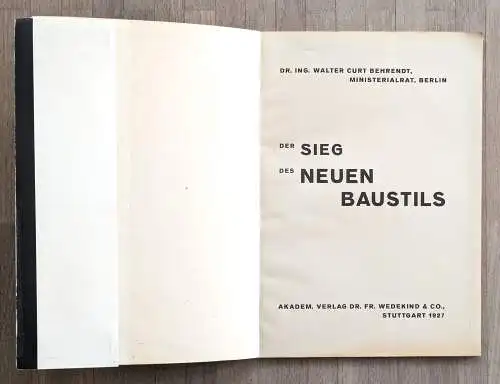 DR. ING. WALTER CURT BEHRENDT,
MINISTERIALRAT, BERLIN
DER SIEG
DES NEUEN
BAUSTILS
AKADEM. VERLAG DR. FR. WEDEKIND & CO.,
STUTTGART 1927